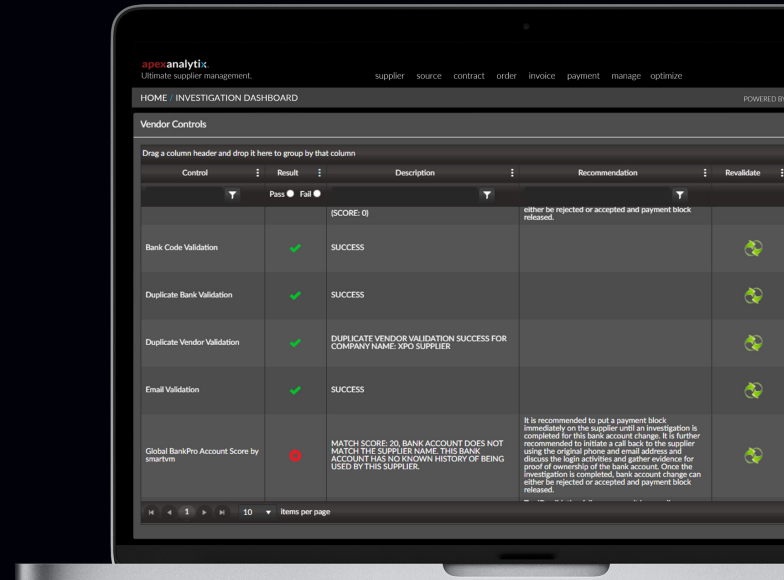 apexanalytix.
Ultimate supplier management.
supplier source contract order invoice payment manage optimize
HOME / INVESTIGATION DASHBOARD
POWERED BY
Vendor Controls
Drag a column header and drop it here to group by that column
Control Result Description Recommendation Revalidate
Pass Fail
(SCORE: 0)
either be rejected or accepted and payment block
released.
Bank Code Validation
SUCCESS
Duplicate Bank Validation
SUCCESS
Duplicate Vendor Validation
DUPLICATE VENDOR VALIDATION SUCCESS FOR
COMPANY NAME: XPO SUPPLIER
Email Validation
SUCCESS
Global BankPro Account Score by
smartvm
MATCH SCORE: 20, BANK ACCOUNT DOES NOT
MATCH THE SUPPLIER NAME. THIS BANK
ACCOUNT HAS NO KNOWN HISTORY OF BEING
USED BY THIS SUPPLIER.
It is recommended to put a payment block
immediately on the supplier until an investigation is
completed for this bank account change. It is further
recommended to initiate a call back to the supplier
using the original phone and email address and
discuss the login activities and gather evidence for
proof of ownership of the bank account. Once the
investigation is completed, bank account change can
either be rejected or accepted and payment block
released.
1 10 items per page